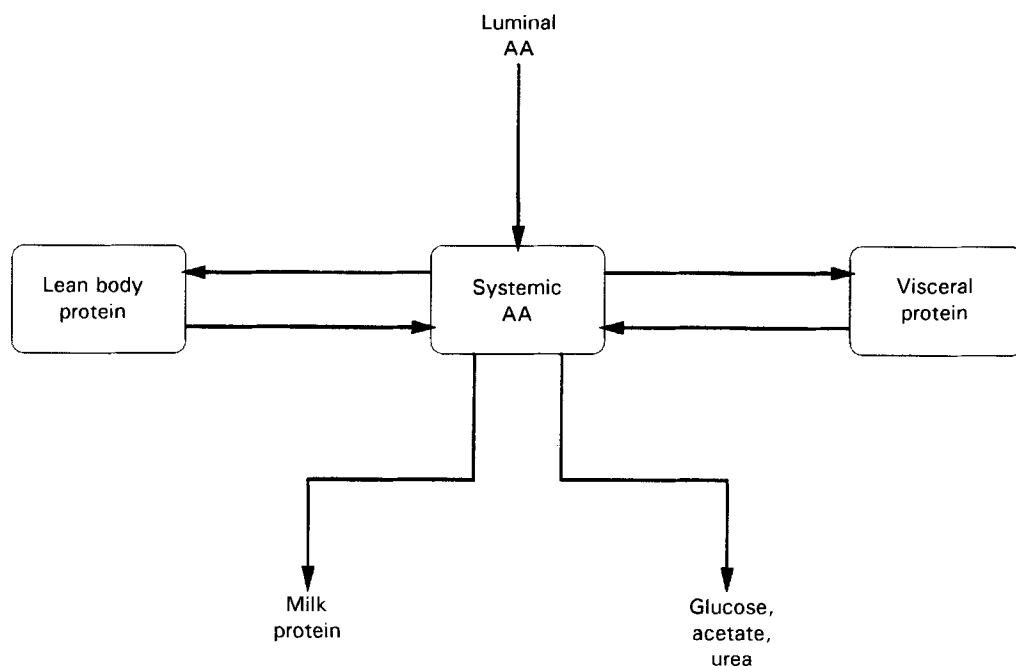 Luminal
AA
Lean body
protein
Systemic
AA
Visceral
protein
Milk
protein
Glucose,
acetate,
urea